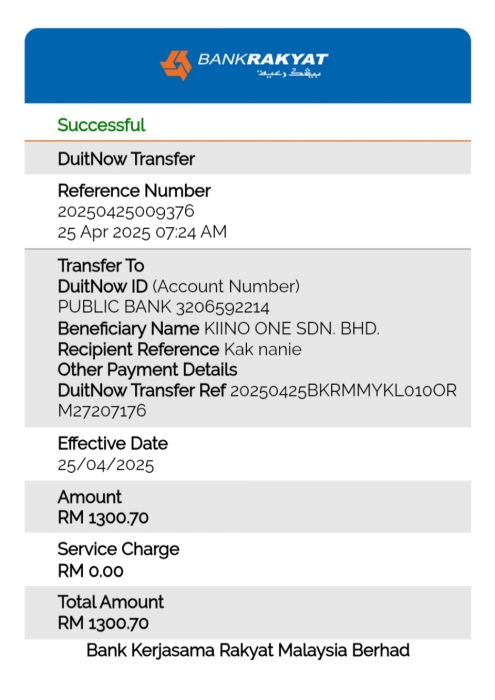 BANKRAKYAT
بيڠك رعيت
Successful
DuitNow Transfer
Reference Number
20250425009376
25 Apr 2025 07:24 AM
Transfer To
DuitNow ID (Account Number)
PUBLIC BANK 3206592214
Beneficiary Name KIINO ONE SDN. BHD.
Recipient Reference Kak nanie
Other Payment Details
DuitNow Transfer Ref 20250425BKRMMYKL010OR
M27207176
Effective Date
25/04/2025
Amount
RM 1300.70
Service Charge
RM 0.00
Total Amount
RM 1300.70
Bank Kerjasama Rakyat Malaysia Berhad